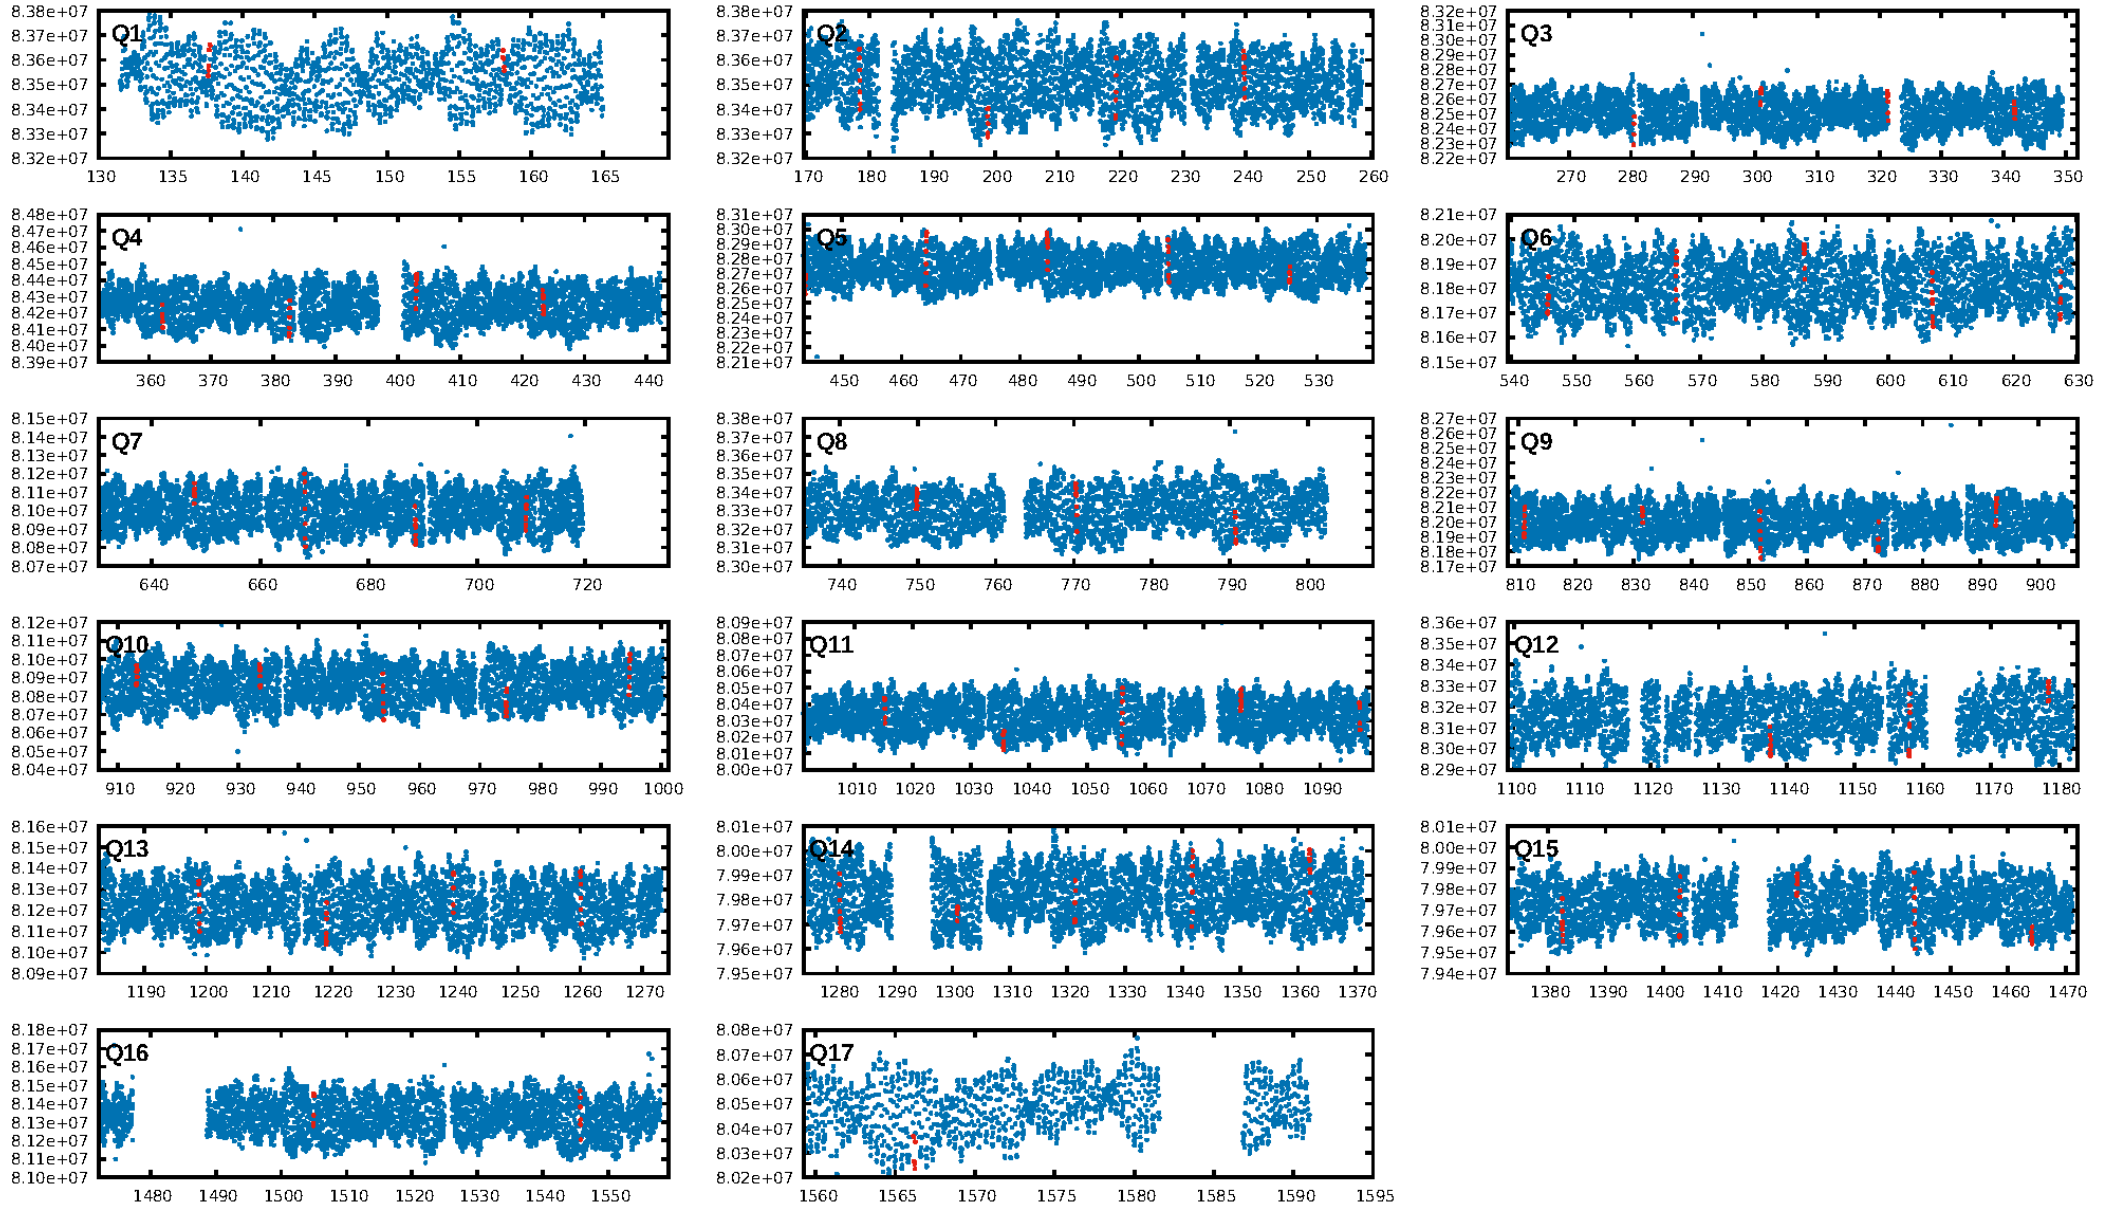 8.38e+07 8.37e+07 8.36e+07 8.35e+07 8.34e+07 8.33e+07 8.32e+07
Q1
130 135 140 145 150 155 160 165
8.38e+07 8.37e+07 8.36e+07 8.35e+07 8.34e+07 8.33e+07 8.32e+07
Q2
170 180 190 200 210 220 230 240 250 260
8.32e+07 8.31e+07 8.30e+07 8.29e+07 8.28e+07 8.27e+07 8.26e+07 8.25e+07 8.24e+07 8.23e+07 8.22e+07
Q3
270 280 290 300 310 320 330 340 350
8.48e+07 8.47e+07 8.46e+07 8.45e+07 8.44e+07 8.43e+07 8.42e+07 8.41e+07 8.40e+07 8.39e+07
Q4
360 370 380 390 400 410 420 430 440
8.31e+07 8.30e+07 8.29e+07 8.28e+07 8.27e+07 8.26e+07 8.25e+07 8.24e+07 8.23e+07 8.22e+07 8.21e+07
Q5
450 460 470 480 490 500 510 520 530
8.21e+07 8.20e+07 8.19e+07 8.18e+07 8.17e+07 8.16e+07 8.15e+07
Q6
540 550 560 570 580 590 600 610 620 630
8.15e+07 8.14e+07 8.13e+07 8.12e+07 8.11e+07 8.10e+07 8.09e+07 8.08e+07 8.07e+07
Q7
640 660 680 700 720
8.38e+07 8.37e+07 8.36e+07 8.35e+07 8.34e+07 8.33e+07 8.32e+07 8.31e+07 8.30e+07
Q8
740 750 760 770 780 790 800
8.27e+07 8.26e+07 8.25e+07 8.24e+07 8.23e+07 8.22e+07 8.21e+07 8.20e+07 8.19e+07 8.18e+07 8.17e+07
Q9
810 820 830 840 850 860 870 880 890 900
8.12e+07 8.11e+07 8.10e+07 8.09e+07 8.08e+07 8.07e+07 8.06e+07 8.05e+07 8.04e+07
Q10
910 920 930 940 950 960 970 980 990 1000
8.09e+07 8.08e+07 8.07e+07 8.06e+07 8.05e+07 8.04e+07 8.03e+07 8.02e+07 8.01e+07 8.00e+07
Q11
1010 1020 1030 1040 1050 1060 1070 1080 1090
8.36e+07 8.35e+07 8.34e+07 8.33e+07 8.32e+07 8.31e+07 8.30e+07 8.29e+07
Q12
1100 1110 1120 1130 1140 1150 1160 1170 1180
8.16e+07 8.15e+07 8.14e+07 8.13e+07 8.12e+07 8.11e+07 8.10e+07 8.09e+07
Q13
1190 1200 1210 1220 1230 1240 1250 1260 1270
8.01e+07 8.00e+07 7.99e+07 7.98e+07 7.97e+07 7.96e+07 7.95e+07
Q14
1280 1290 1300 1310 1320 1330 1340 1350 1360 1370
8.01e+07 8.00e+07 7.99e+07 7.98e+07 7.97e+07 7.96e+07 7.95e+07 7.94e+07
Q15
1380 1390 1400 1410 1420 1430 1440 1450 1460 1470
8.18e+07 8.17e+07 8.16e+07 8.15e+07 8.14e+07 8.13e+07 8.12e+07 8.11e+07 8.10e+07
Q16
1480 1490 1500 1510 1520 1530 1540 1550
8.08e+07 8.07e+07 8.06e+07 8.05e+07 8.04e+07 8.03e+07 8.02e+07
Q17
1560 1565 1570 1575 1580 1585 1590 1595